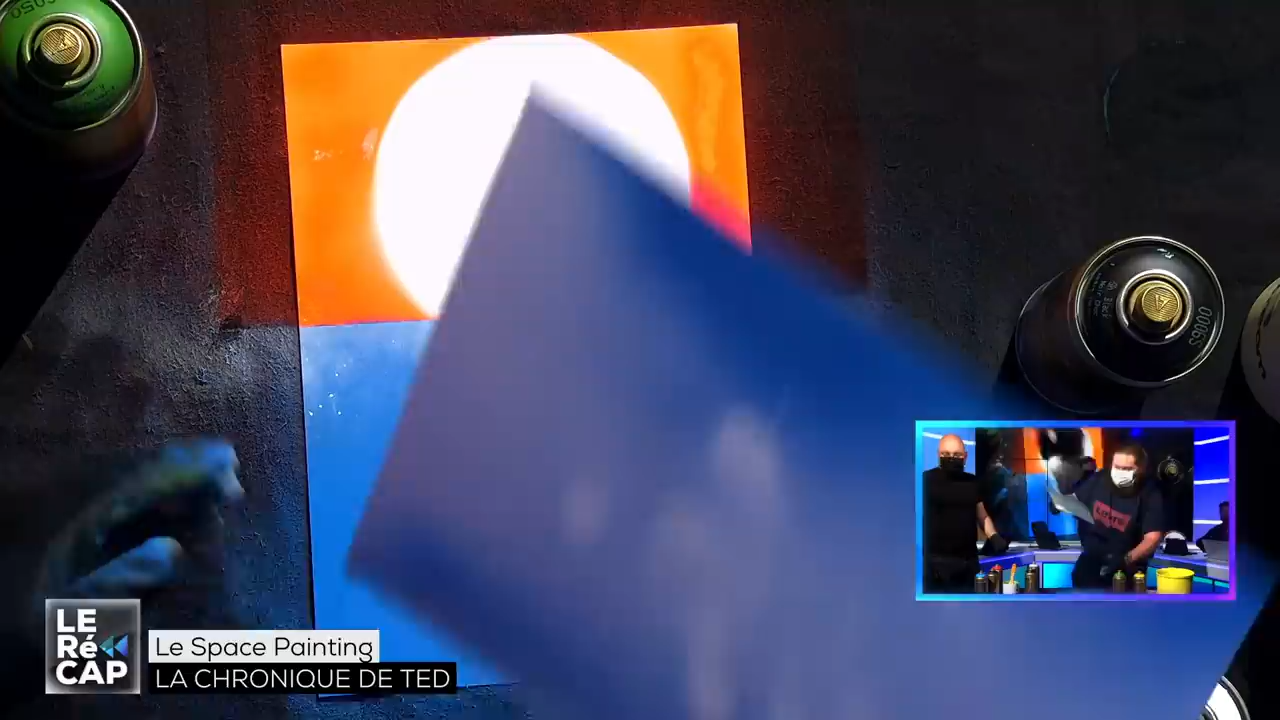 LE
Ré
CAP
Le Space Painting
LA CHRONIQUE DE TED